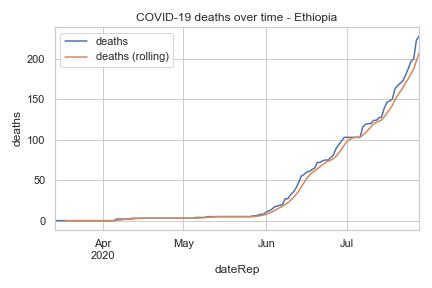 COVID-19 deaths over time - Ethiopia
deaths
deaths (rolling)
200
150
100
50
0
deaths
Apr May Jun Jul
2020
dateRep